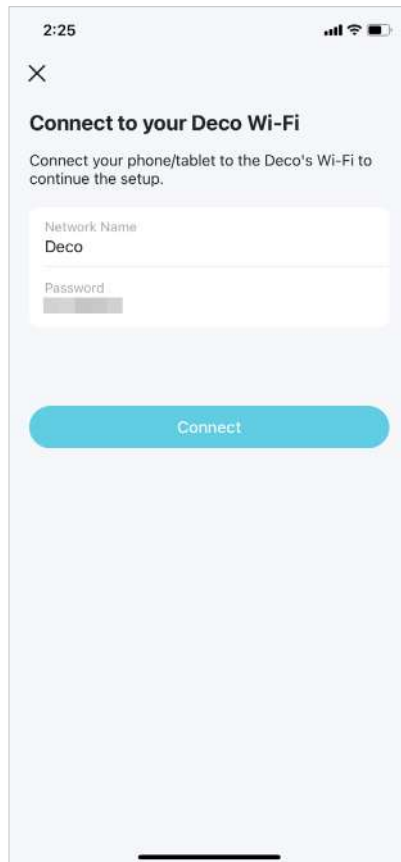 2:25
Connect to your Deco Wi-Fi
Connect your phone/tablet to the Deco's Wi-Fi to
continue the setup.
Network Name
Deco
Password
Connect